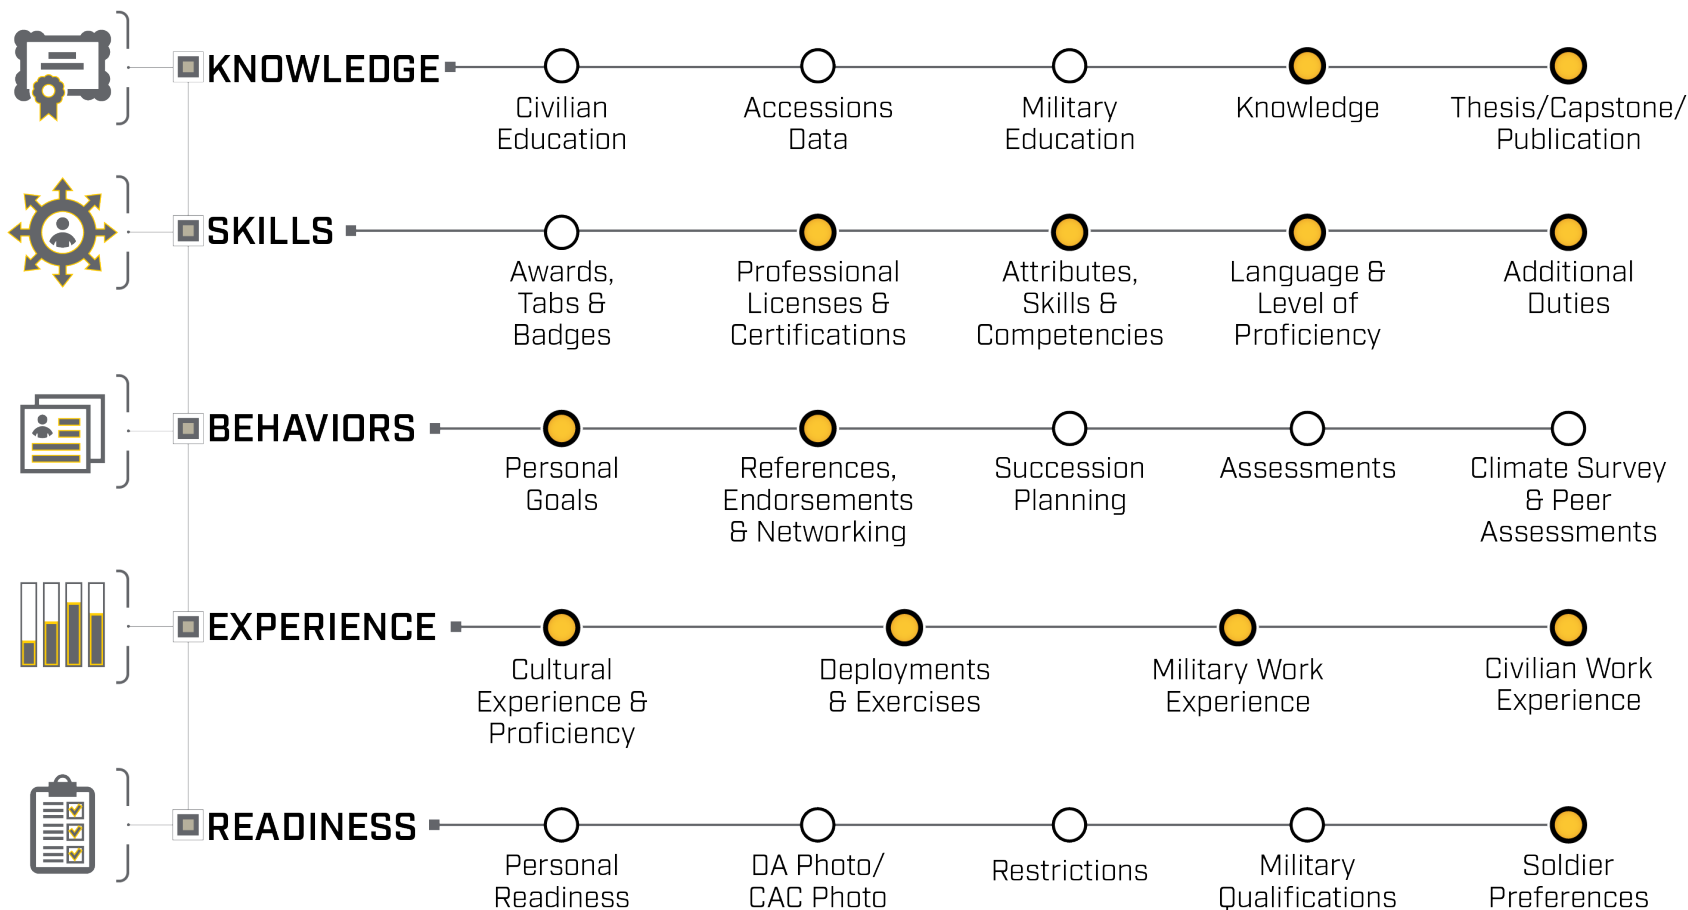 KNOWLEDGE
Civilian
Education
Accessions
Data
Military
Education
Knowledge
Thesis/Capstone/
Publication
SKILLS
Awards,
Tabs &
Badges
Professional
Licenses &
Certifications
Attributes,
Skills &
Competencies
Language &
Level of
Proficiency
Additional
Duties
BEHAVIORS
Personal
Goals
References,
Endorsements
& Networking
Succession
Planning
Assessments
Climate Survey
& Peer
Assessments
EXPERIENCE
Cultural
Experience &
Proficiency
Deployments
& Exercises
Military Work
Experience
Civilian Work
Experience
READINESS
Personal
Readiness
DA Photo/
CAC Photo
Restrictions
Military
Qualifications
Soldier
Preferences